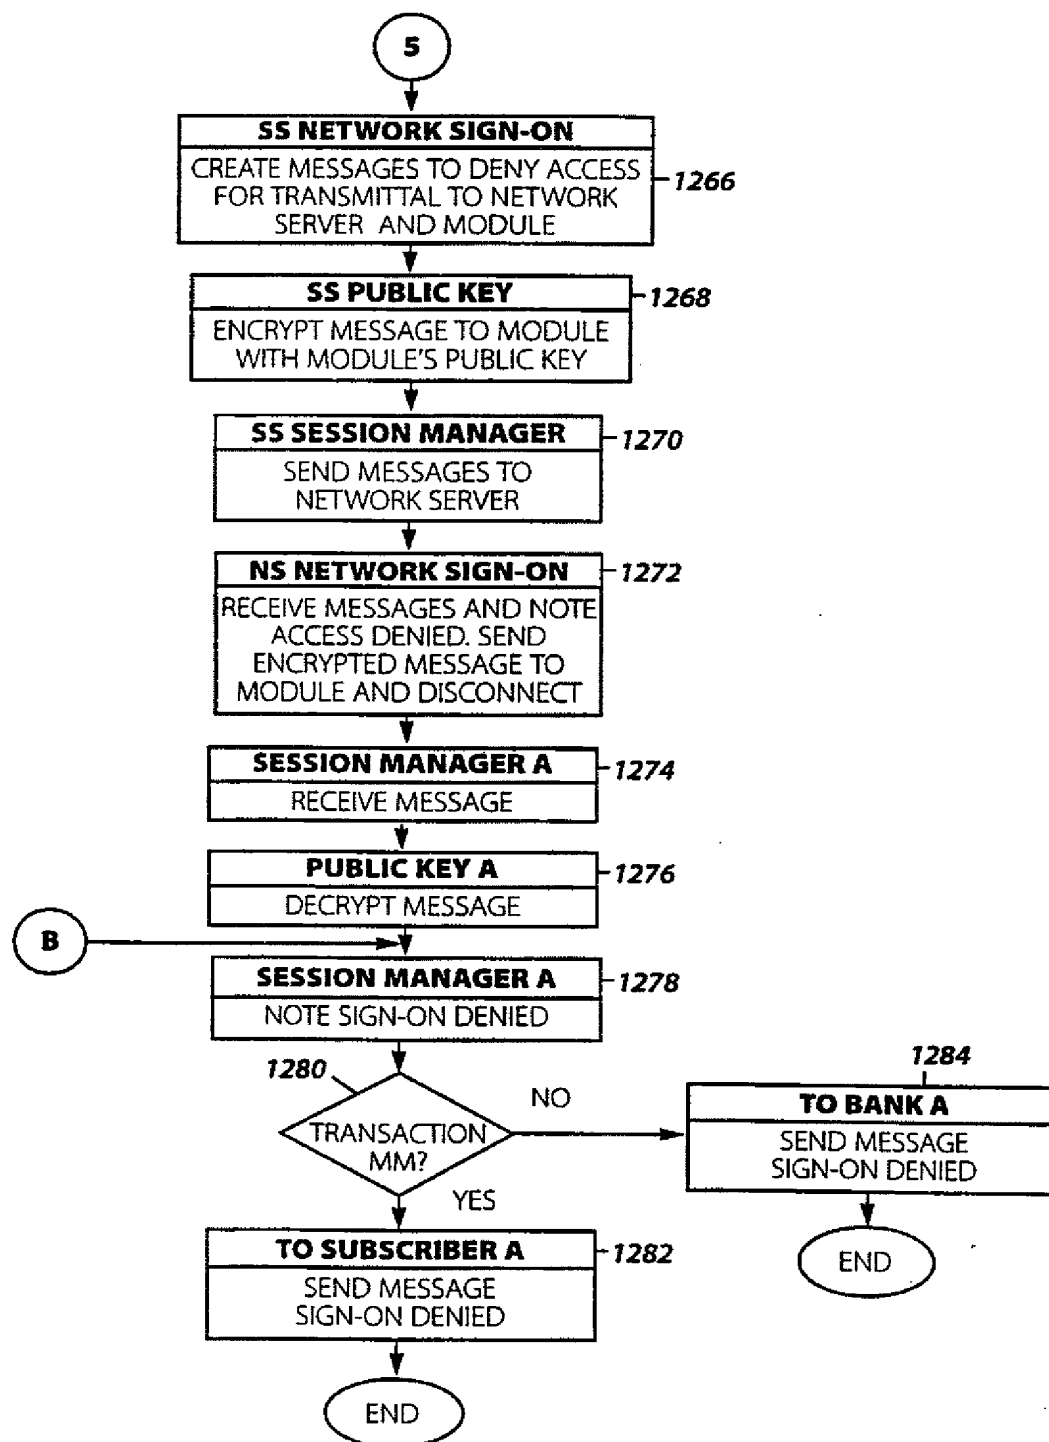 5
SS NETWORK SIGN-ON
CREATE MESSAGES TO DENY ACCESS
FOR TRANSMITTAL TO NETWORK
SERVER AND MODULE
1266
SS PUBLIC KEY
1268
ENCRYPT MESSAGE TO MODULE
WITH MODULE'S PUBLIC KEY
SS SESSION MANAGER
1270
SEND MESSAGES TO
NETWORK SERVER
NS NETWORK SIGN-ON
1272
RECEIVE MESSAGES AND NOTE
ACCESS DENIED. SEND
ENCRYPTED MESSAGE TO
MODULE AND DISCONNECT
SESSION MANAGER A
1274
RECEIVE MESSAGE
PUBLIC KEY A
1276
DECRYPT MESSAGE
B
SESSION MANAGER A
1278
NOTE SIGN-ON DENIED
1280
TRANSACTION
MM?
NO
YES
1284
TO BANK A
SEND MESSAGE
SIGN-ON DENIED
END
TO SUBSCRIBER A
1282
SEND MESSAGE
SIGN-ON DENIED
END